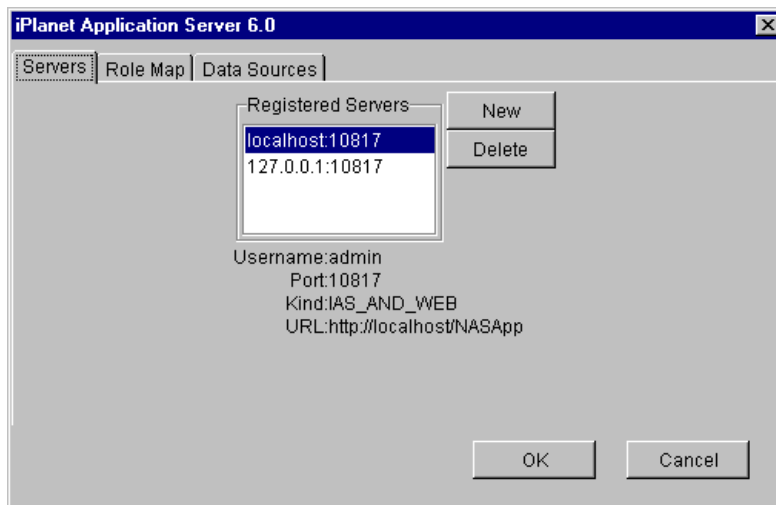 iPlanet Application Server 6.0
Servers
Role Map
Data Sources
Registered Servers
localhost:10817
127.0.0.1:10817
New
Delete
Username:admin
Port:10817
Kind:IAS_AND_WEB
URL:http://localhost/NASApp
OK
Cancel